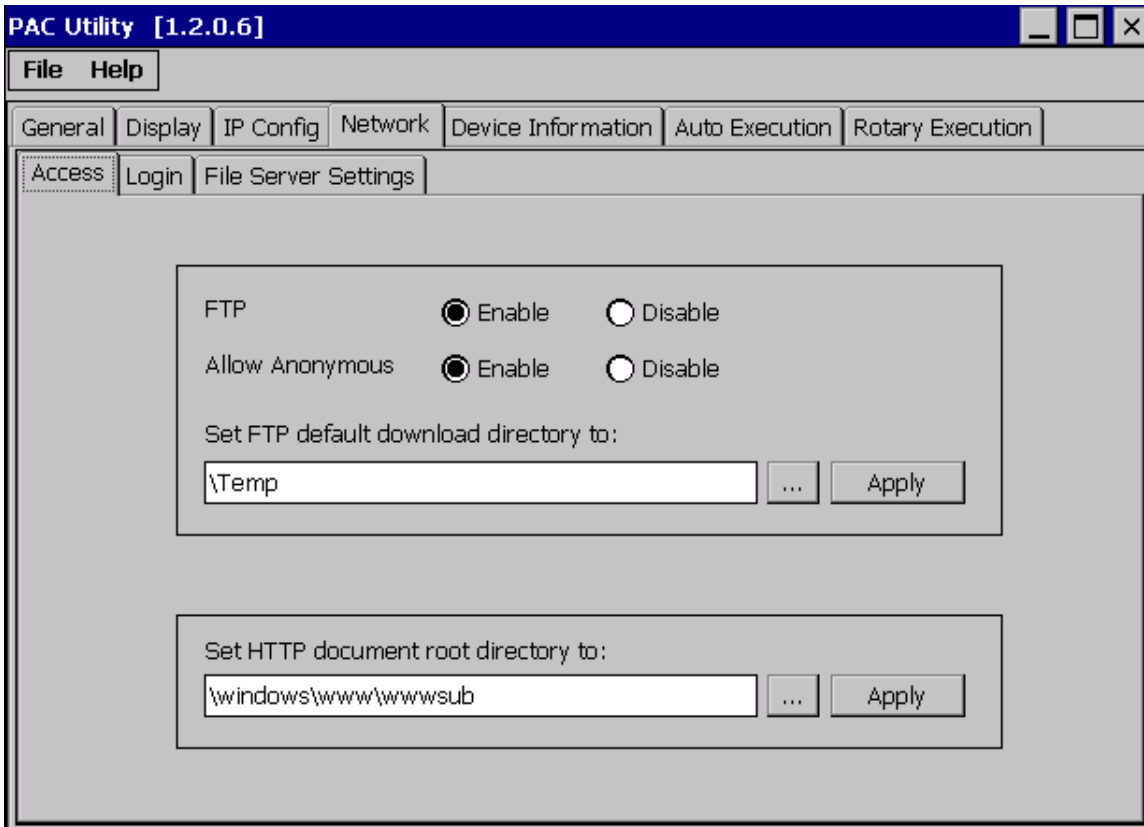 PAC Utility [1.2.0.6]
File Help
General Display IP Config Network Device Information Auto Execution Rotary Execution
Access Login File Server Settings
FTP Enable Disable
Allow Anonymous Enable Disable
Set FTP default download directory to:
\Temp ... Apply
Set HTTP document root directory to:
\windows\www\wwwsub ... Apply